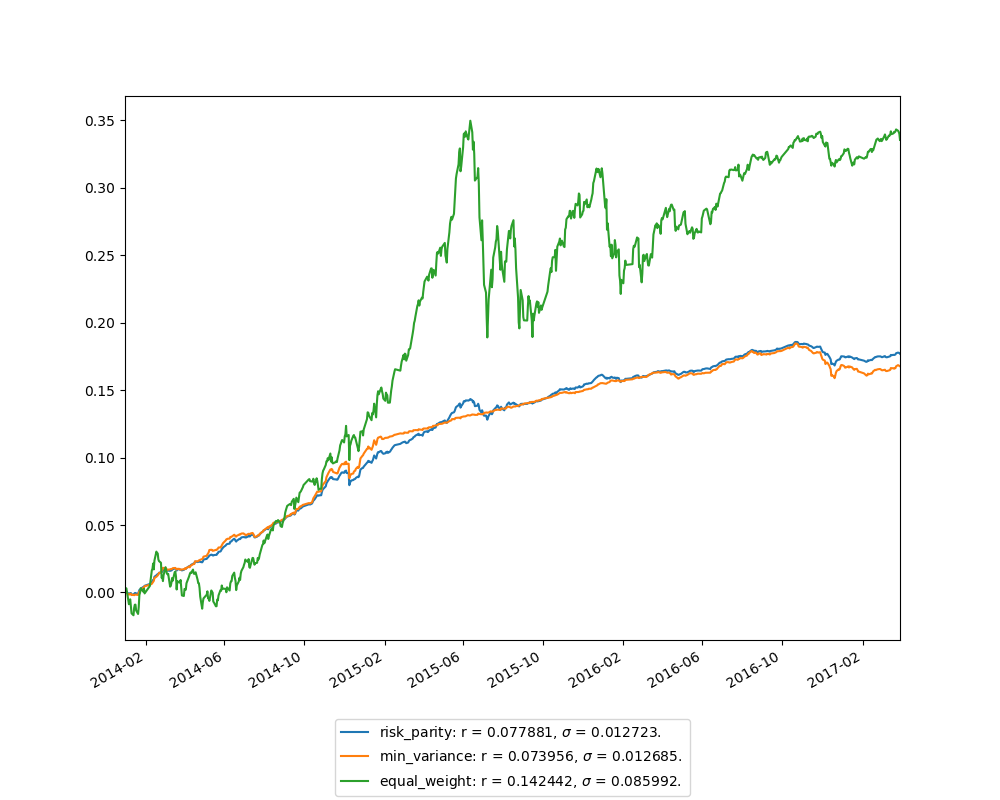 0.35
0.30
0.25
0.20
0.15
0.10
0.05
0.00
2014-02 2014-06 2014-10 2015-02 2015-06 2015-10 2016-02 2016-06 2016-10 2017-02
risk_parity: r = 0.077881, σ = 0.012723.
min_variance: r = 0.073956, σ = 0.012685.
equal_weight: r = 0.142442, σ = 0.085992.